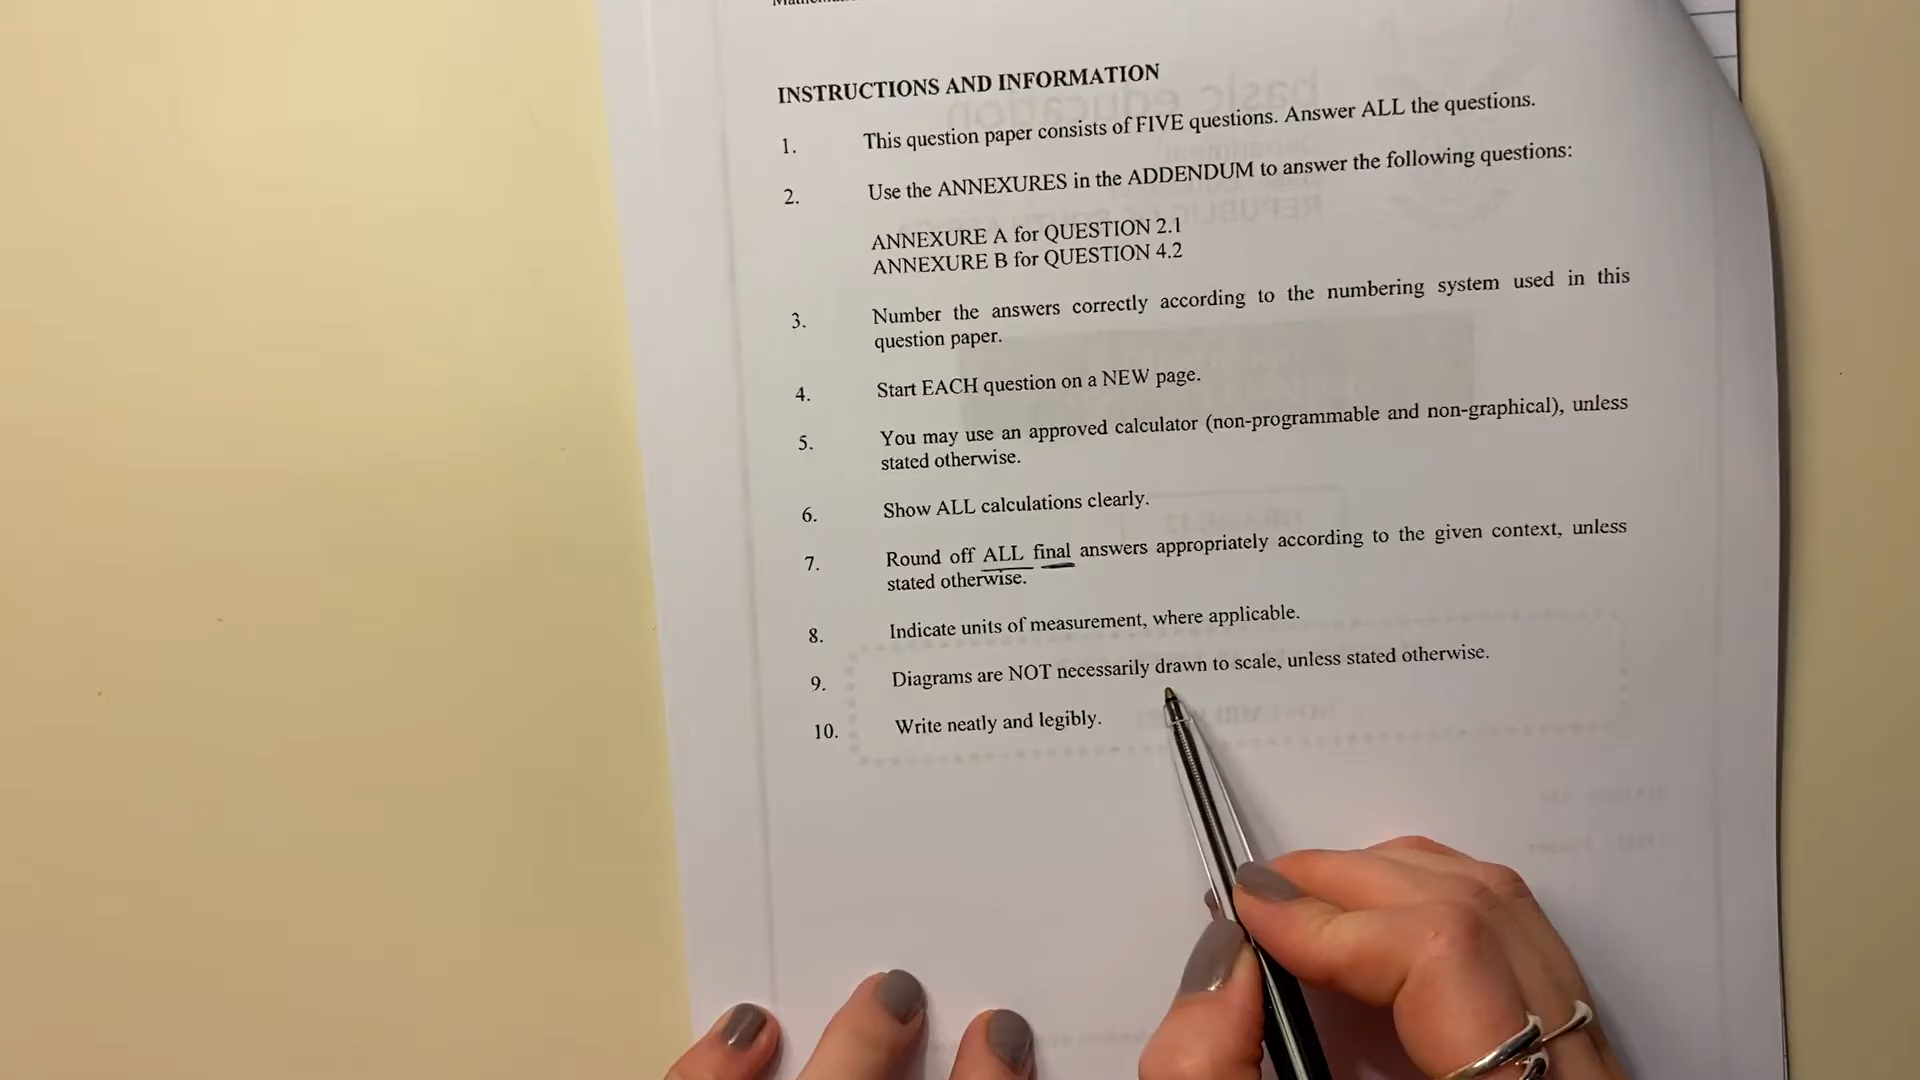 INSTRUCTIONS AND INFORMATION
1. This question paper consists of FIVE questions. Answer ALL the questions.
2. Use the ANNEXURES in the ADDENDUM to answer the following questions:
ANNEXURE A for QUESTION 2.1
ANNEXURE B for QUESTION 4.2
3. Number the answers correctly according to the numbering system used in this
question paper.
4. Start EACH question on a NEW page.
5. You may use an approved calculator (non-programmable and non-graphical), unless
stated otherwise.
6. Show ALL calculations clearly.
7. Round off ALL final answers appropriately according to the given context, unless
stated otherwise.
8. Indicate units of measurement, where applicable.
9. Diagrams are NOT necessarily drawn to scale, unless stated otherwise.
10. Write neatly and legibly.